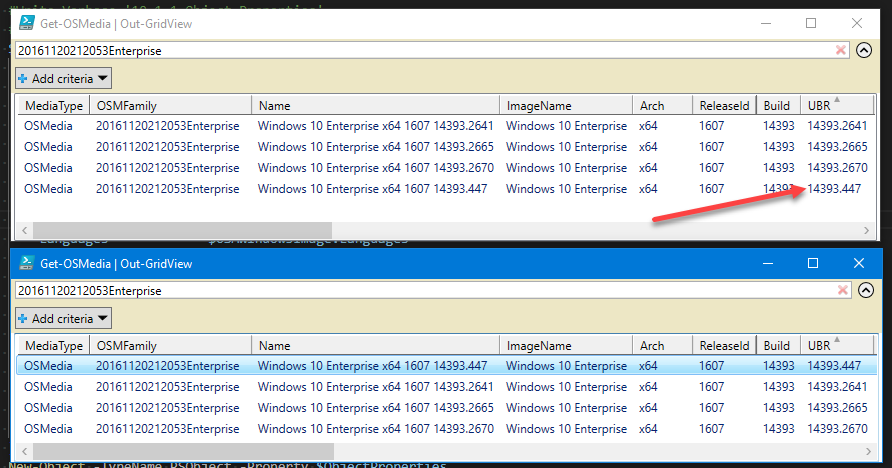 #Write-Verbose '19.1.1 Object Properties'
Get-OSMedia | Out-GridView
20161120212053Enterprise
Add criteria
MediaType OSMFamily Name ImageName Arch ReleaseId Build UBR
OSMedia 20161120212053Enterprise Windows 10 Enterprise x64 1607 14393.2641 Windows 10 Enterprise x64 1607 14393 14393.2641
OSMedia 20161120212053Enterprise Windows 10 Enterprise x64 1607 14393.2665 Windows 10 Enterprise x64 1607 14393 14393.2665
OSMedia 20161120212053Enterprise Windows 10 Enterprise x64 1607 14393.2670 Windows 10 Enterprise x64 1607 14393 14393.2670
OSMedia 20161120212053Enterprise Windows 10 Enterprise x64 1607 14393.447 Windows 10 Enterprise x64 1607 14393 14393.447
Languages $OSMWindowsImage.Languages
Get-OSMedia | Out-GridView
20161120212053Enterprise
Add criteria
MediaType OSMFamily Name ImageName Arch ReleaseId Build UBR
OSMedia 20161120212053Enterprise Windows 10 Enterprise x64 1607 14393.447 Windows 10 Enterprise x64 1607 14393 14393.447
OSMedia 20161120212053Enterprise Windows 10 Enterprise x64 1607 14393.2641 Windows 10 Enterprise x64 1607 14393 14393.2641
OSMedia 20161120212053Enterprise Windows 10 Enterprise x64 1607 14393.2665 Windows 10 Enterprise x64 1607 14393 14393.2665
OSMedia 20161120212053Enterprise Windows 10 Enterprise x64 1607 14393.2670 Windows 10 Enterprise x64 1607 14393 14393.2670
New-Object -TypeName PSObject -Property $ObjectProperties